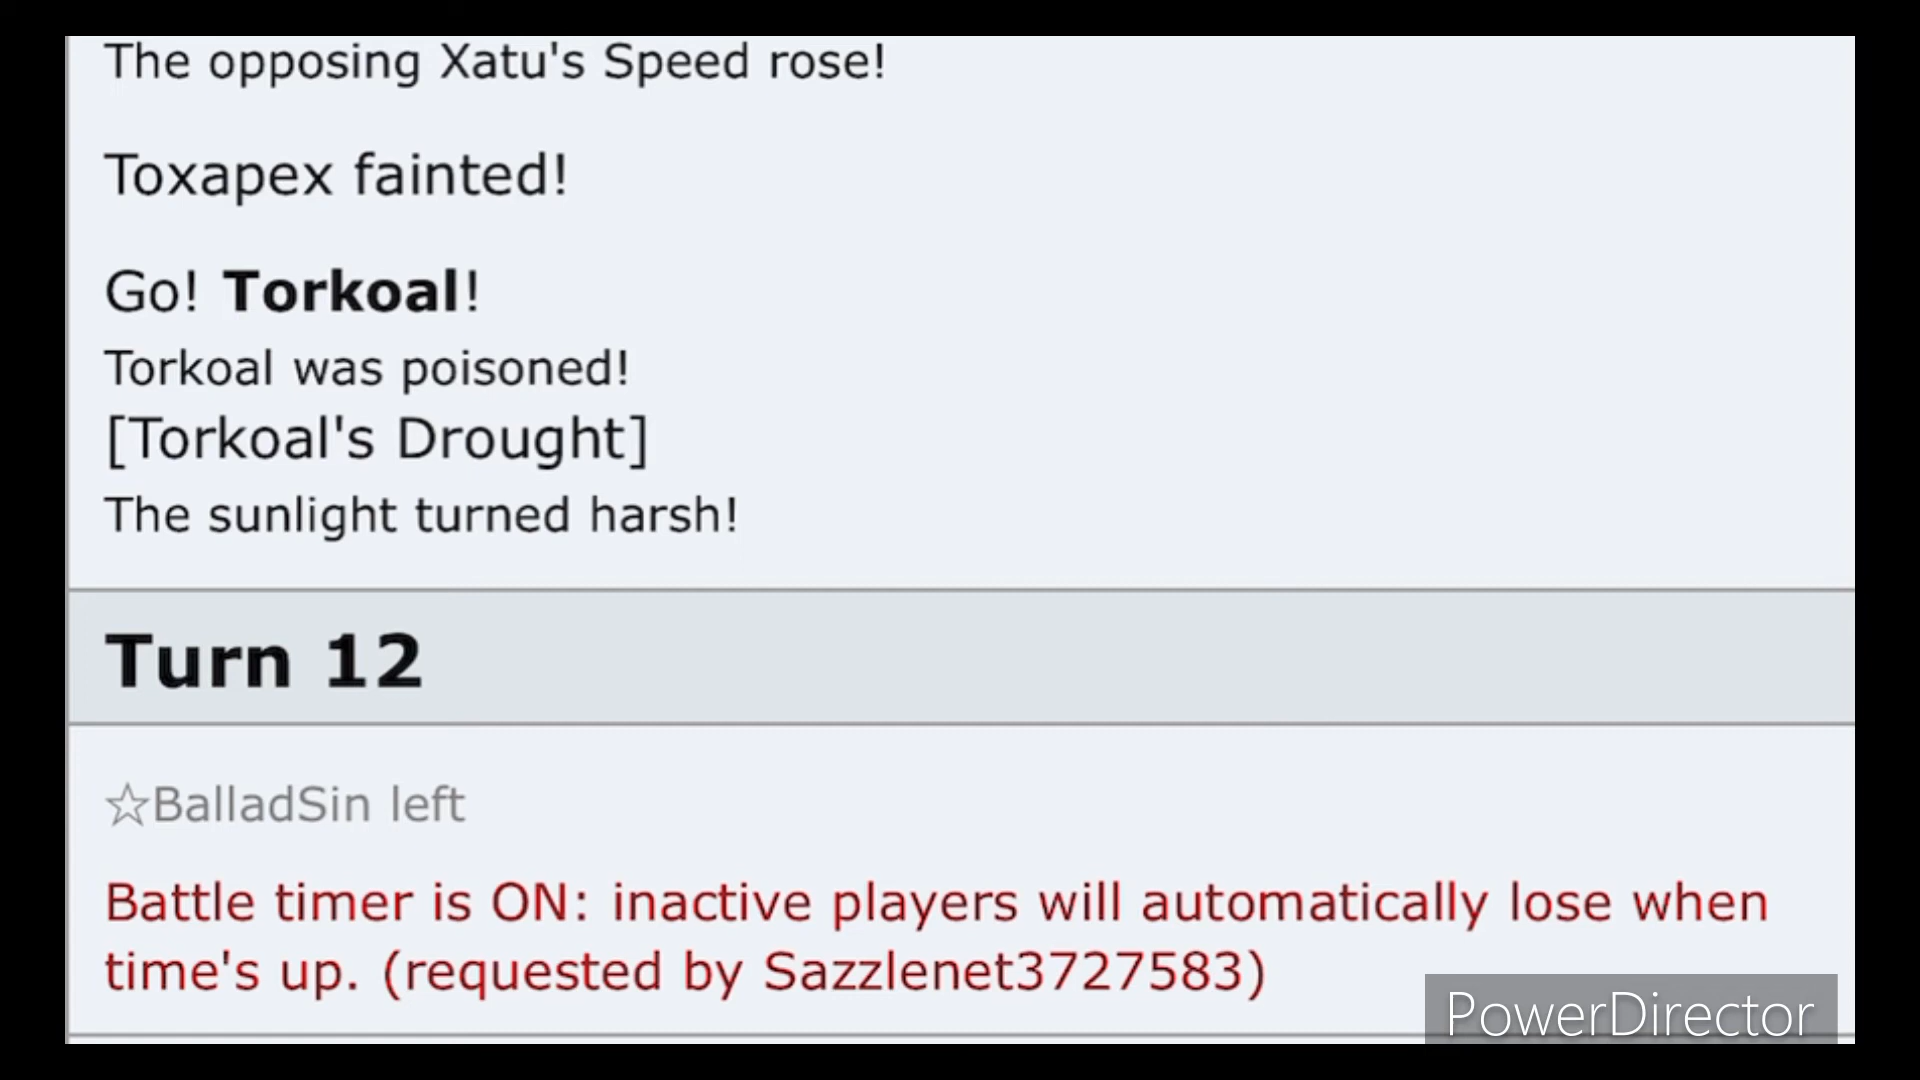 The opposing Xatu's Speed rose!
Toxapex fainted!
Go! Torkoal!
Torkoal was poisoned!
[Torkoal's Drought]
The sunlight turned harsh!
Turn 12
☆BalladSin left
Battle timer is ON: inactive players will automatically lose when
time's up. (requested by Sazzlenet3727583)
PowerDirector